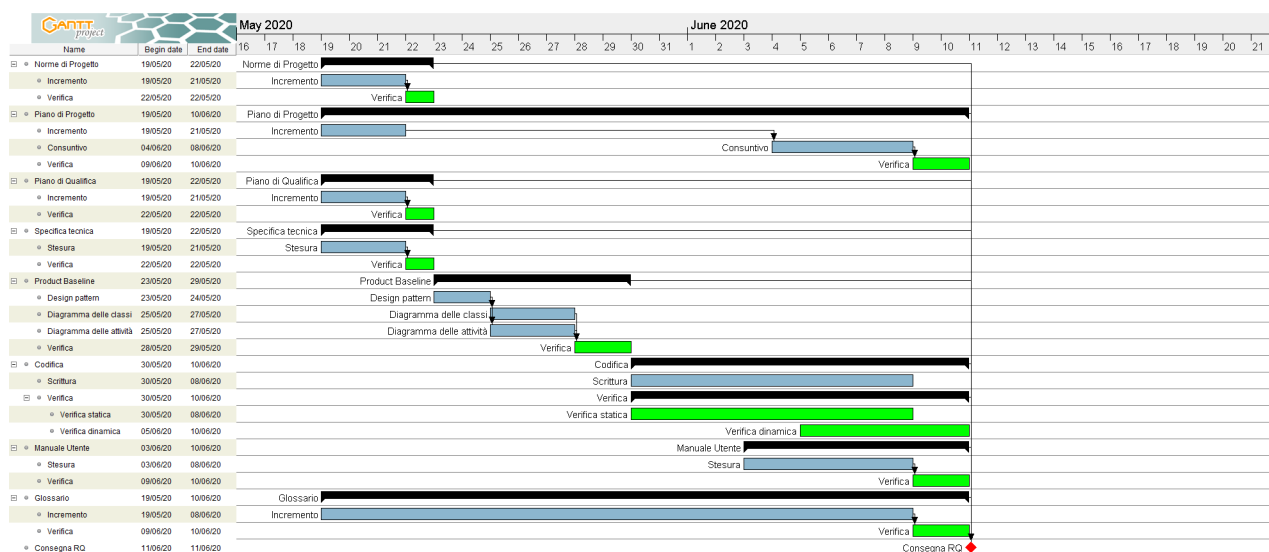 GANTT project
May 2020 June 2020
Name Begin date End date 16 17 18 19 20 21 22 23 24 25 26 27 28 29 30 31 1 2 3 4 5 6 7 8 9 10 11 12 13 14 15 16 17 18 19 20 21
Norme di Progetto 19/05/20 22/05/20 Norme di Progetto
Incremento 19/05/20 21/05/20 Incremento
Verifica 22/05/20 22/05/20 Verifica
Piano di Progetto 19/05/20 10/06/20 Piano di Progetto
Incremento 19/05/20 21/05/20 Incremento
Consuntivo 04/06/20 08/06/20 Consuntivo
Verifica 09/06/20 10/06/20 Verifica
Piano di Qualifica 19/05/20 22/05/20 Piano di Qualifica
Incremento 19/05/20 21/05/20 Incremento
Verifica 22/05/20 22/05/20 Verifica
Specifica tecnica 19/05/20 22/05/20 Specifica tecnica
Stesura 19/05/20 21/05/20 Stesura
Verifica 22/05/20 22/05/20 Verifica
Product Baseline 23/05/20 29/05/20 Product Baseline
Design pattern 23/05/20 24/05/20 Design pattern
Diagramma delle classi 25/05/20 27/05/20 Diagramma delle classi
Diagramma delle attività 25/05/20 27/05/20 Diagramma delle attività
Verifica 28/05/20 29/05/20 Verifica
Codifica 30/05/20 10/06/20 Codifica
Scrittura 30/05/20 08/06/20 Scrittura
Verifica 30/05/20 10/06/20 Verifica
Verifica statica 30/05/20 08/06/20 Verifica statica
Verifica dinamica 05/06/20 10/06/20 Verifica dinamica
Manuale Utente 03/06/20 10/06/20 Manuale Utente
Stesura 03/06/20 08/06/20 Stesura
Verifica 09/06/20 10/06/20 Verifica
Glossario 19/05/20 10/06/20 Glossario
Incremento 19/05/20 08/06/20 Incremento
Verifica 09/06/20 10/06/20 Verifica
Consegna RQ 11/06/20 11/06/20 Consegna RQ